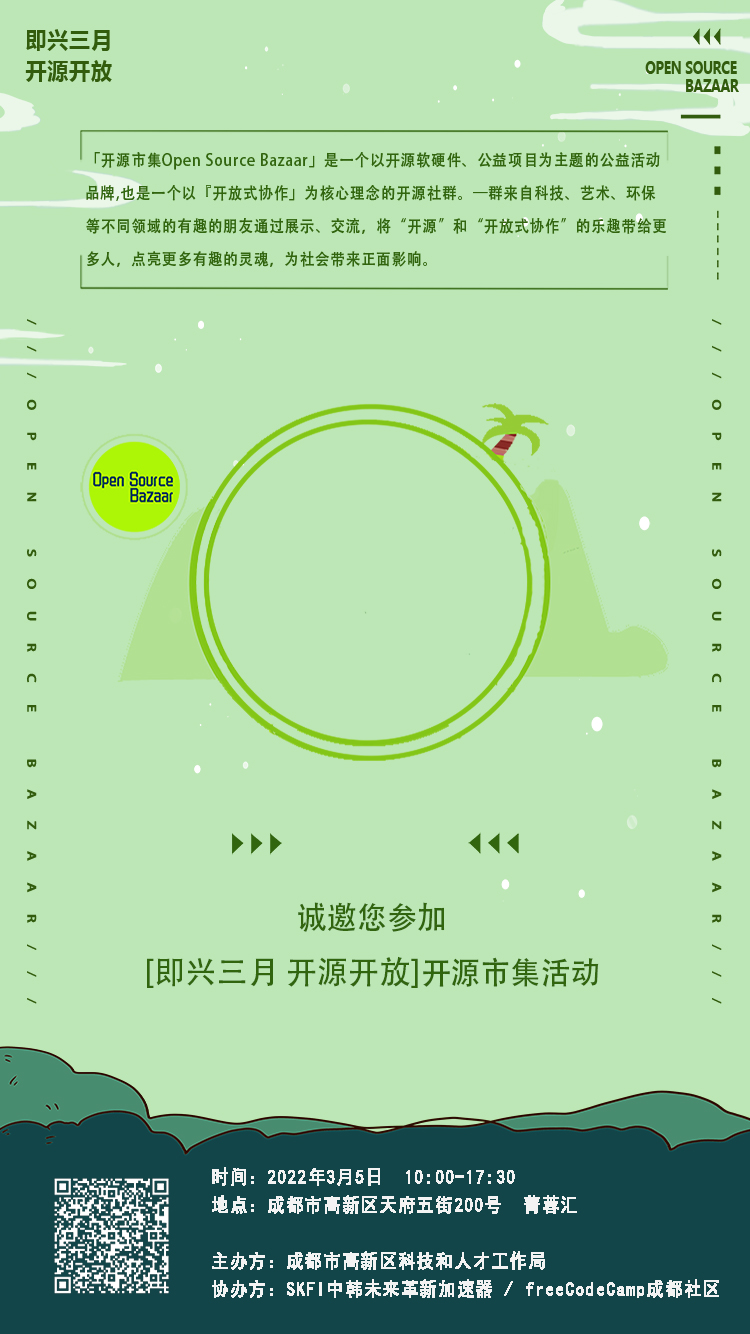 即兴三月
开源开放
OPEN SOURCE
BAZAAR
「开源市集Open Source Bazaar」是一个以开源软硬件、公益项目为主题的公益活动
品牌,也是一个以『开放式协作』为核心理念的开源社群。一群来自科技、艺术、环保
等不同领域的有趣的朋友通过展示、交流，将“开源”和“开放式协作”的乐趣带给更
多人，点亮更多有趣的灵魂，为社会带来正面影响。
/ / / OPEN SOURCE BAZAAR / / /
/ / / OPEN SOURCE BAZAAR / / /
Open Source
Bazaar
诚邀您参加
[即兴三月 开源开放]开源市集活动
时间：2022年3月5日 10:00-17:30
地点：成都市高新区天府五街200号 菁蓉汇
主办方：成都市高新区科技和人才工作局
协办方：SKFI中韩未来革新加速器 / freeCodeCamp成都社区